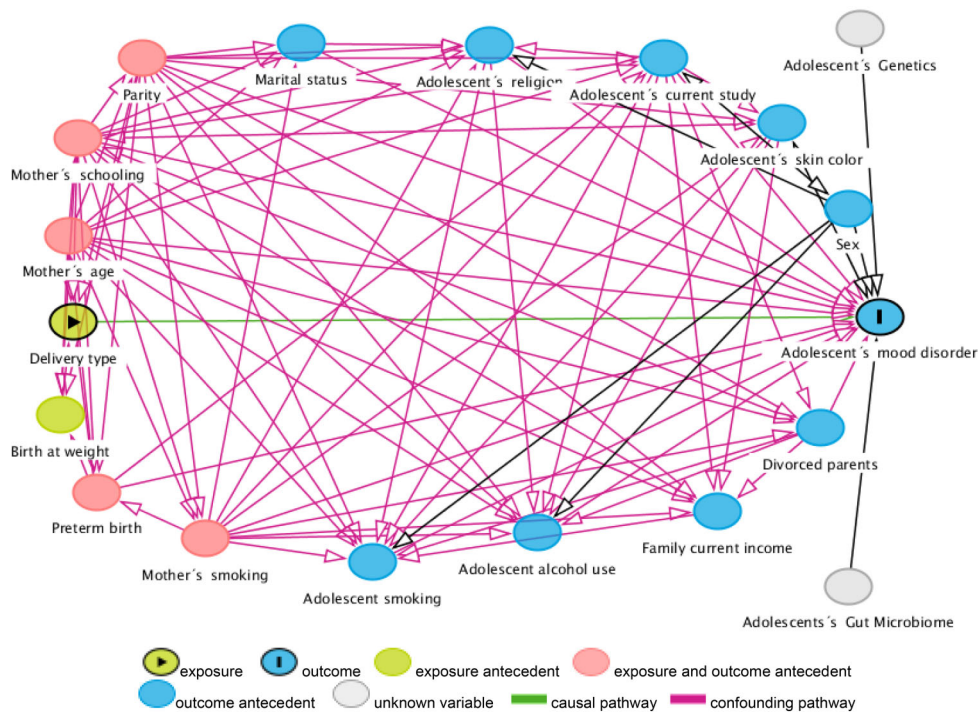 Adolescent´s Genetics
Marital status
Adolescent´s religion
Adolescent´s current study
Parity
Adolescent´s skin color
Mother´s schooling
Sex
Mother´s age
Delivery type
Adolescent´s mood disorder
Birth at weight
Divorced parents
Preterm birth
Family current income
Mother´s smoking
Adolescent alcohol use
Adolescent smoking
Adolescents´s Gut Microbiome
exposure
outcome
exposure antecedent
exposure and outcome antecedent
outcome antecedent
unknown variable
causal pathway
confounding pathway